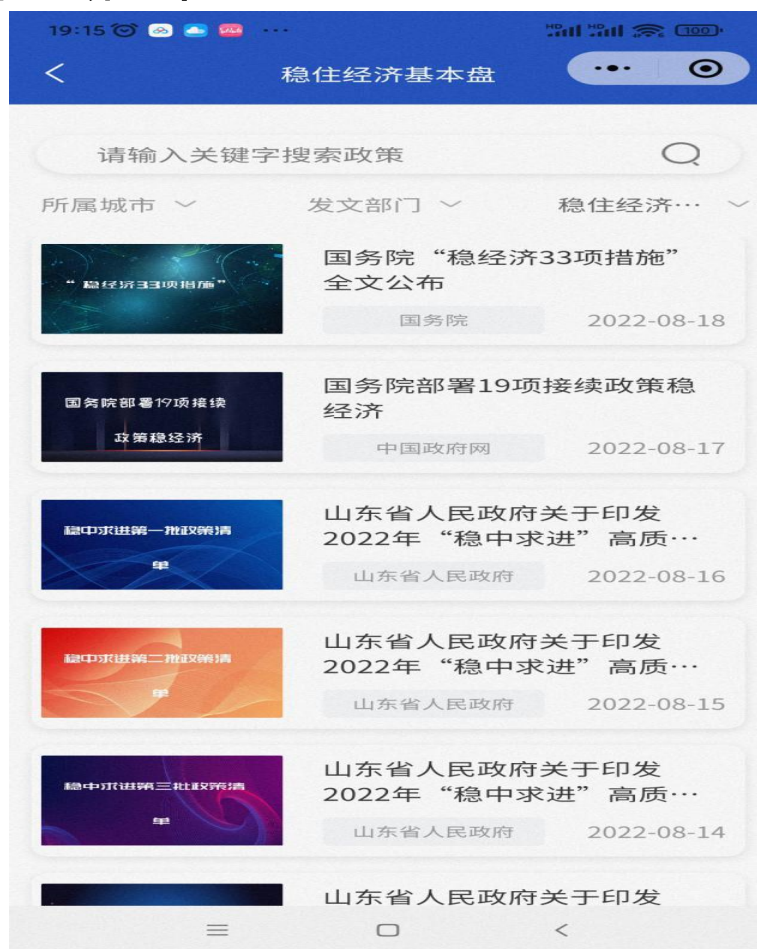 19:15
HD HD 100
稳住经济基本盘
请输入关键字搜索政策
所属城市 发文部门 稳住经济…
“稳经济33项措施”
国务院“稳经济33项措施”
全文公布
国务院 2022-08-18
国务院部署19项接续
政策稳经济
国务院部署19项接续政策稳
经济
中国政府网 2022-08-17
稳中求进第一批政策清
单
山东省人民政府关于印发
2022年“稳中求进”高质…
山东省人民政府 2022-08-16
稳中求进第二批政策清
单
山东省人民政府关于印发
2022年“稳中求进”高质…
山东省人民政府 2022-08-15
稳中求进第三批政策清
单
山东省人民政府关于印发
2022年“稳中求进”高质…
山东省人民政府 2022-08-14
山东省人民政府关于印发